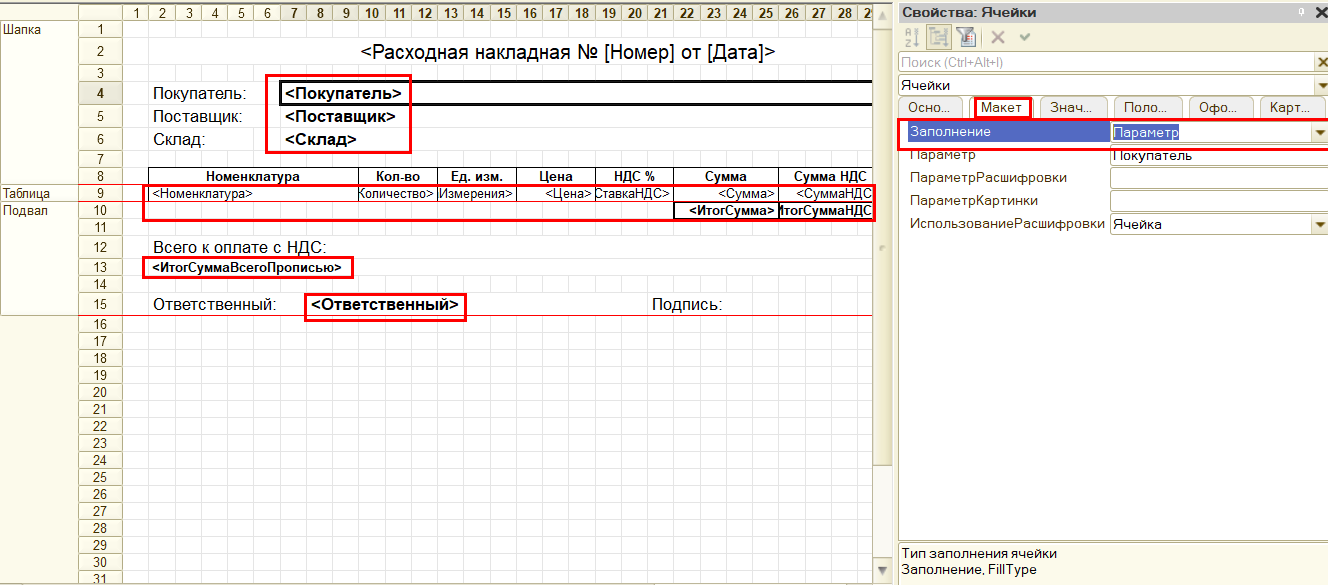 1 2 3 4 5 6 7 8 9 10 11 12 13 14 15 16 17 18 19 20 21 22 23 24 25 26 27 28
Шапка 1
2 <Расходная накладная № [Номер] от [Дата]>
3
4 Покупатель: <Покупатель>
5 Поставщик: <Поставщик>
6 Склад: <Склад>
7
8 Номенклатура Кол-во Ед. изм. Цена НДС % Сумма Сумма НДС
Таблица 9 <Номенклатура> Количество> Измерения> <Цена> СтавкаНДС> <Сумма> <СуммаНДС
Подвал 10 <ИтогСумма> ИтогСуммаНДС
11
12 Всего к оплате с НДС:
13 <ИтогСуммаВсегоПрописью>
14
15 Ответственный: <Ответственный> Подпись:
16
17
18
19
20
21
22
23
24
25
26
27
28
29
30
31
Свойства: Ячейки
Поиск (Ctrl+Alt+I)
Ячейки
Осно... Макет Знач... Поло... Офо... Карт...
Заполнение Параметр
Параметр Покупатель
ПараметрРасшифровки
ПараметрКартинки
ИспользованиеРасшифровки Ячейка
Тип заполнения ячейки
Заполнение, FillType